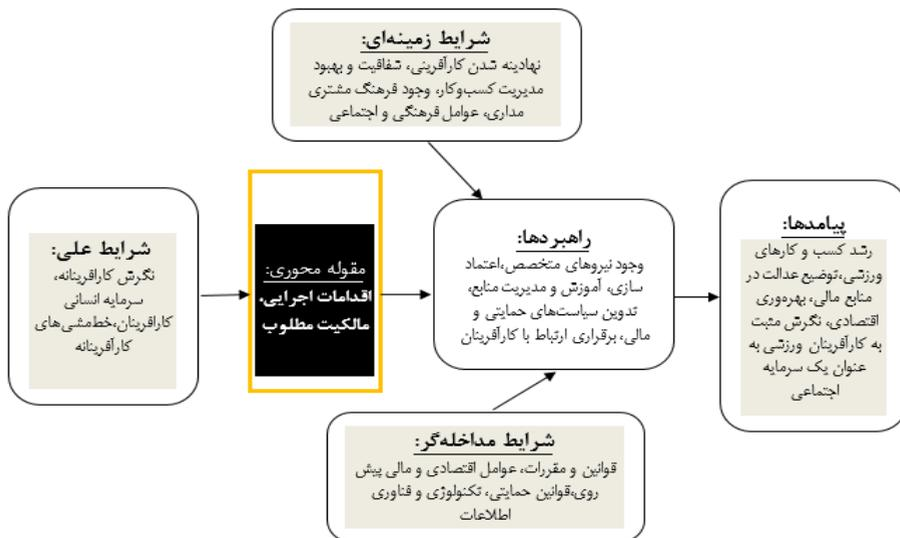 شرایط زمینه‌ای:
نهادینه شدن کارآفرینی، شفافیت و بهبود
مدیریت کسب‌وکار، وجود فرهنگ مشتری
مداری، عوامل فرهنگی و اجتماعی
شرایط علی:
نگرش کارافرینانه،
سرمایه انسانی
کارافرینان،خط‌مشی‌های
کارآفرینانه
مقوله محوری:
اقدامات اجرایی،
مالکیت مطلوب
راهبردها:
وجود نیروهای متخصص،اعتماد
سازی، آموزش و مدیریت منابع،
تدوین سیاست‌های حمایتی و
مالی، برقراری ارتباط با کارآفرینان
پیامدها:
رشد کسب و کارهای
ورزشی،توضیع عدالت در
منابع مالی، بهره‌وری
اقتصادی، نگرش مثبت
به کارآفرینان ورزشی به
عنوان یک سرمایه
اجتماعی
شرایط مداخله‌گر:
قوانین و مقررات، عوامل اقتصادی و مالی پیش
روی،قوانین حمایتی، تکنولوژی و فناوری
اطلاعات